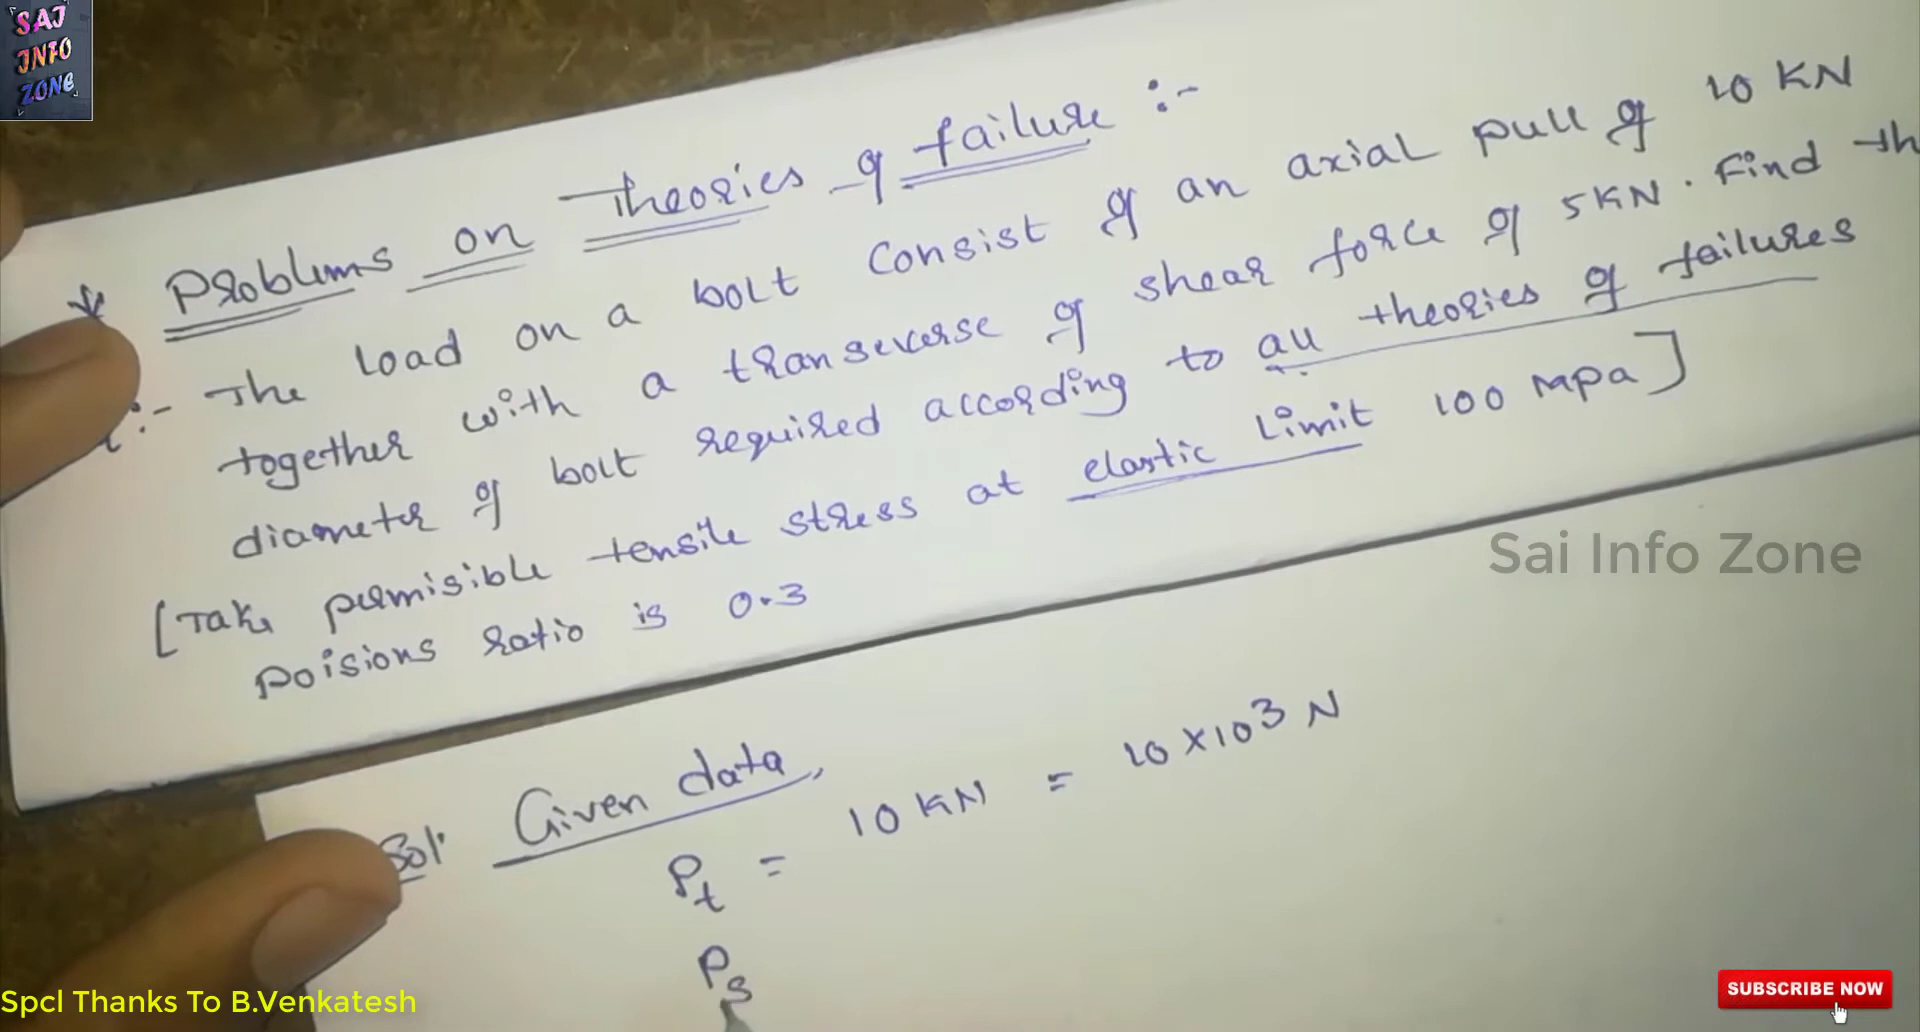 SAI
INFO
ZONE
* Problems on Theories of failure :-
1:- The load on a bolt consist of an axial pull of 10 KN
together with a transeverse of shear force of 5KN. Find th
diameter of bolt required according to all theories of failures
[Take permisible tensile stress at elastic limit 100 Mpa]
poisions ratio is 0.3
Sai Info Zone
Sol: Given data,
Pt = 10 KN = 10 × 10³ N
Ps
Spcl Thanks To B.Venkatesh
SUBSCRIBE NOW